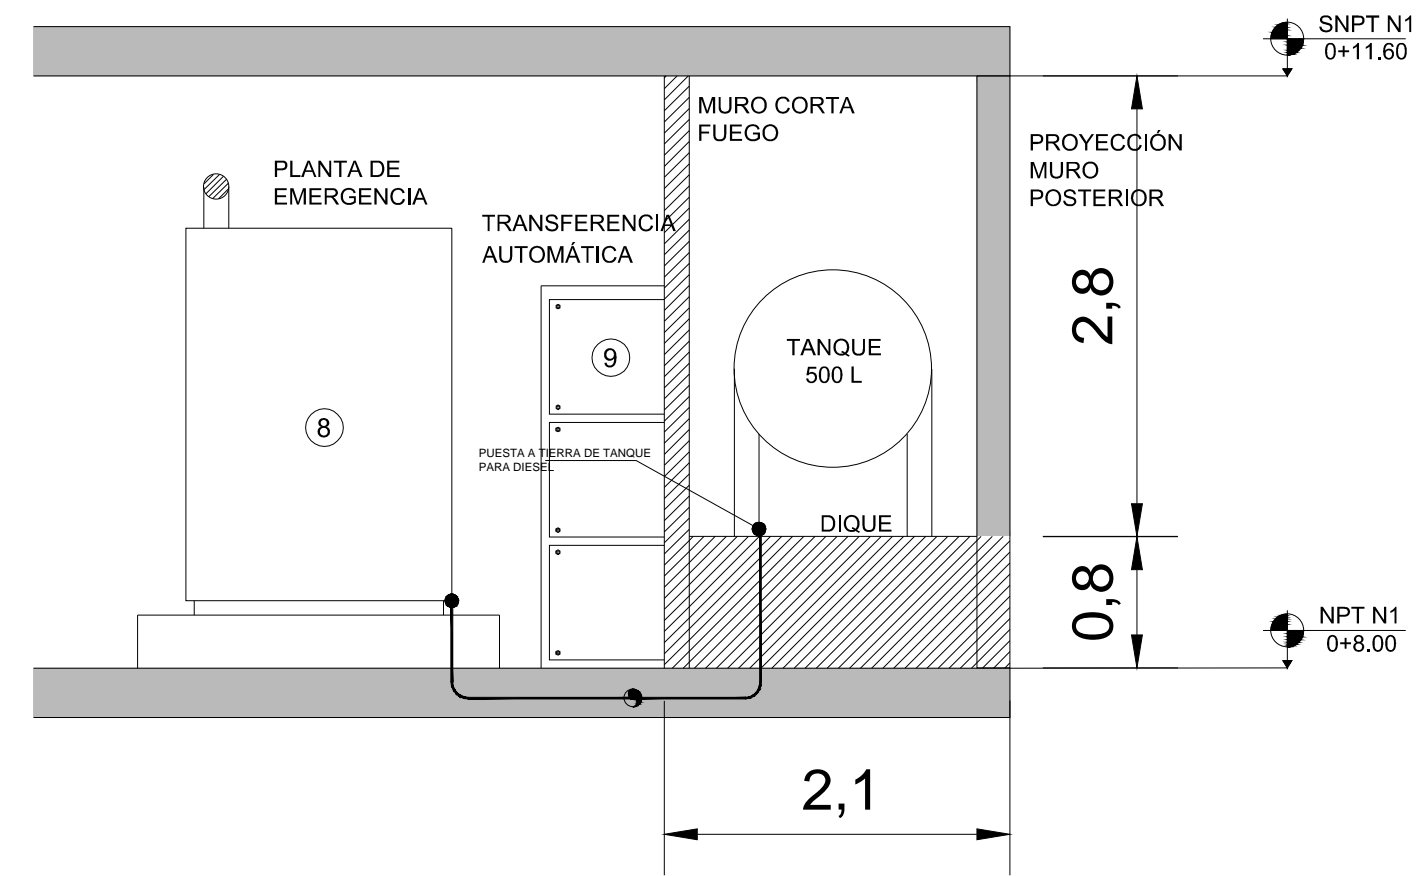 SNPT N1
0+11.60
MURO CORTA
FUEGO
PROYECCIÓN
MURO
POSTERIOR
PLANTA DE
EMERGENCIA
TRANSFERENCIA
AUTOMÁTICA
2,8
TANQUE
500 L
9
8
PUESTA A TIERRA DE TANQUE
PARA DIESEL
DIQUE
0,8
NPT N1
0+8.00
2,1